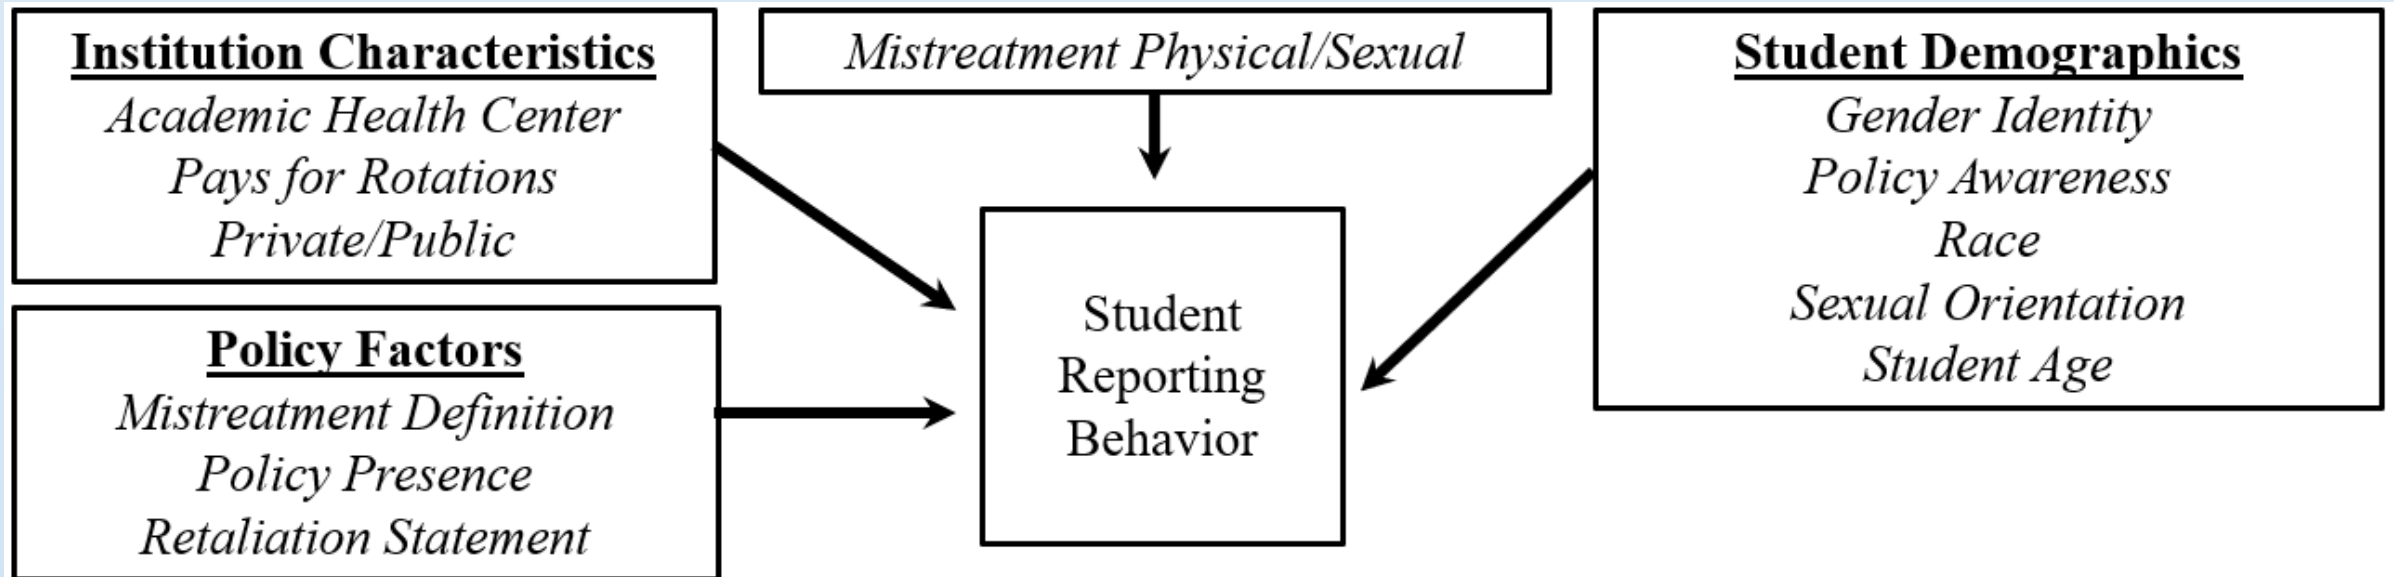 Institution Characteristics
Academic Health Center
Pays for Rotations
Private/Public
Policy Factors
Mistreatment Definition
Policy Presence
Retaliation Statement
Mistreatment Physical/Sexual
Student
Reporting
Behavior
Student Demographics
Gender Identity
Policy Awareness
Race
Sexual Orientation
Student Age